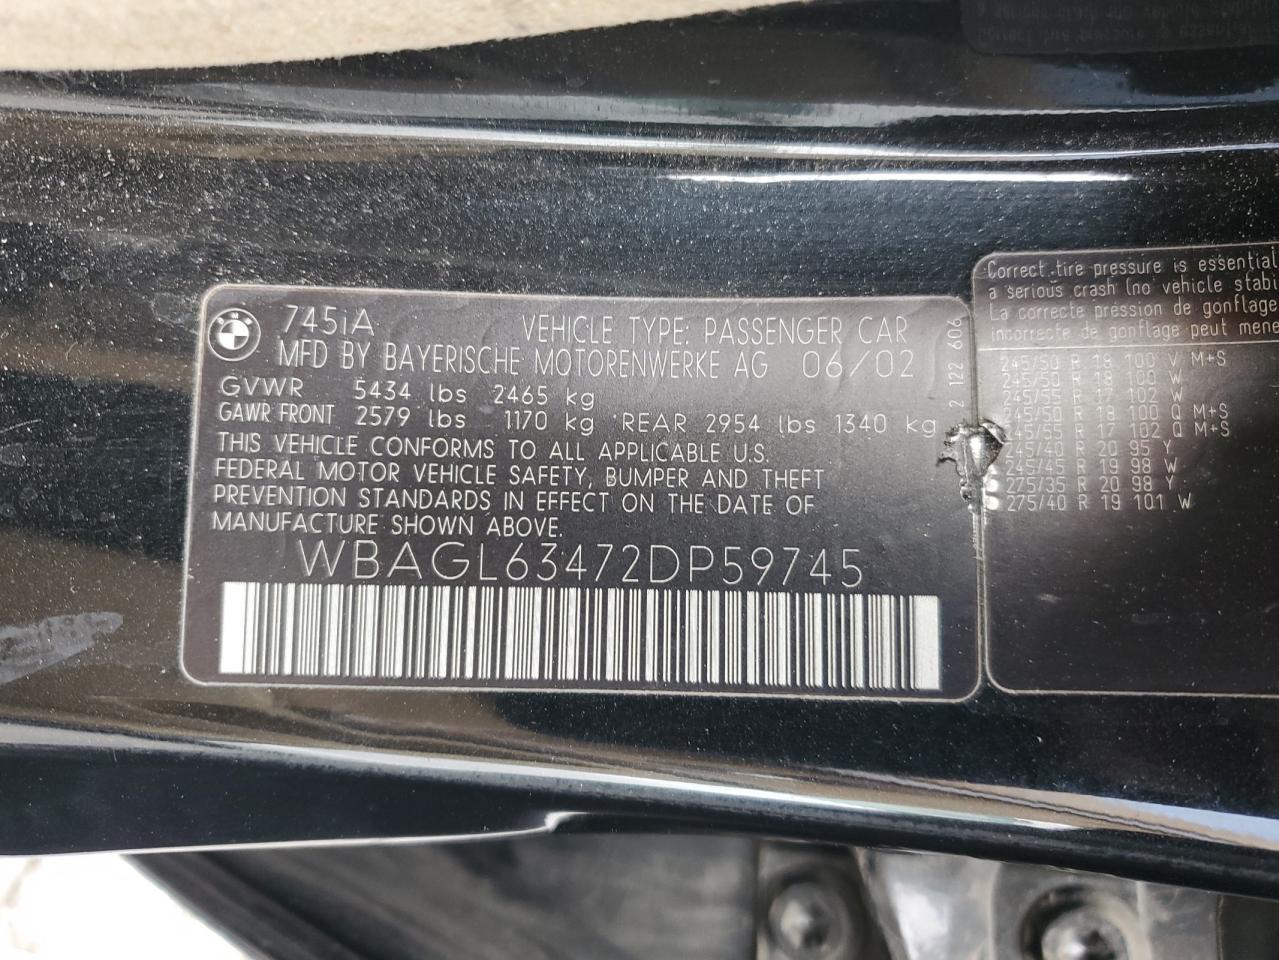 BMW
745iA VEHICLE TYPE: PASSENGER CAR
MFD BY BAYERISCHE MOTORENWERKE AG 06/02
GVWR 5434 lbs 2465 kg
GAWR FRONT 2579 lbs 1170 kg REAR 2954 lbs 1340 kg
THIS VEHICLE CONFORMS TO ALL APPLICABLE U.S.
FEDERAL MOTOR VEHICLE SAFETY, BUMPER AND THEFT
PREVENTION STANDARDS IN EFFECT ON THE DATE OF
MANUFACTURE SHOWN ABOVE.
WBAGL63472DP59745
2 122 606
Correct tire pressure is essential
a serious crash (no vehicle stabi
La correcte pression de gonflage
incorrecte de gonflage peut mene
245/50 R 18 100 V M+S
245/50 R 18 100 W
245/55 R 17 102 W
245/50 R 18 100 Q M+S
245/55 R 17 102 Q M+S
245/40 R 20 95 Y
245/45 R 19 98 W
275/35 R 20 98 Y
275/40 R 19 101 W